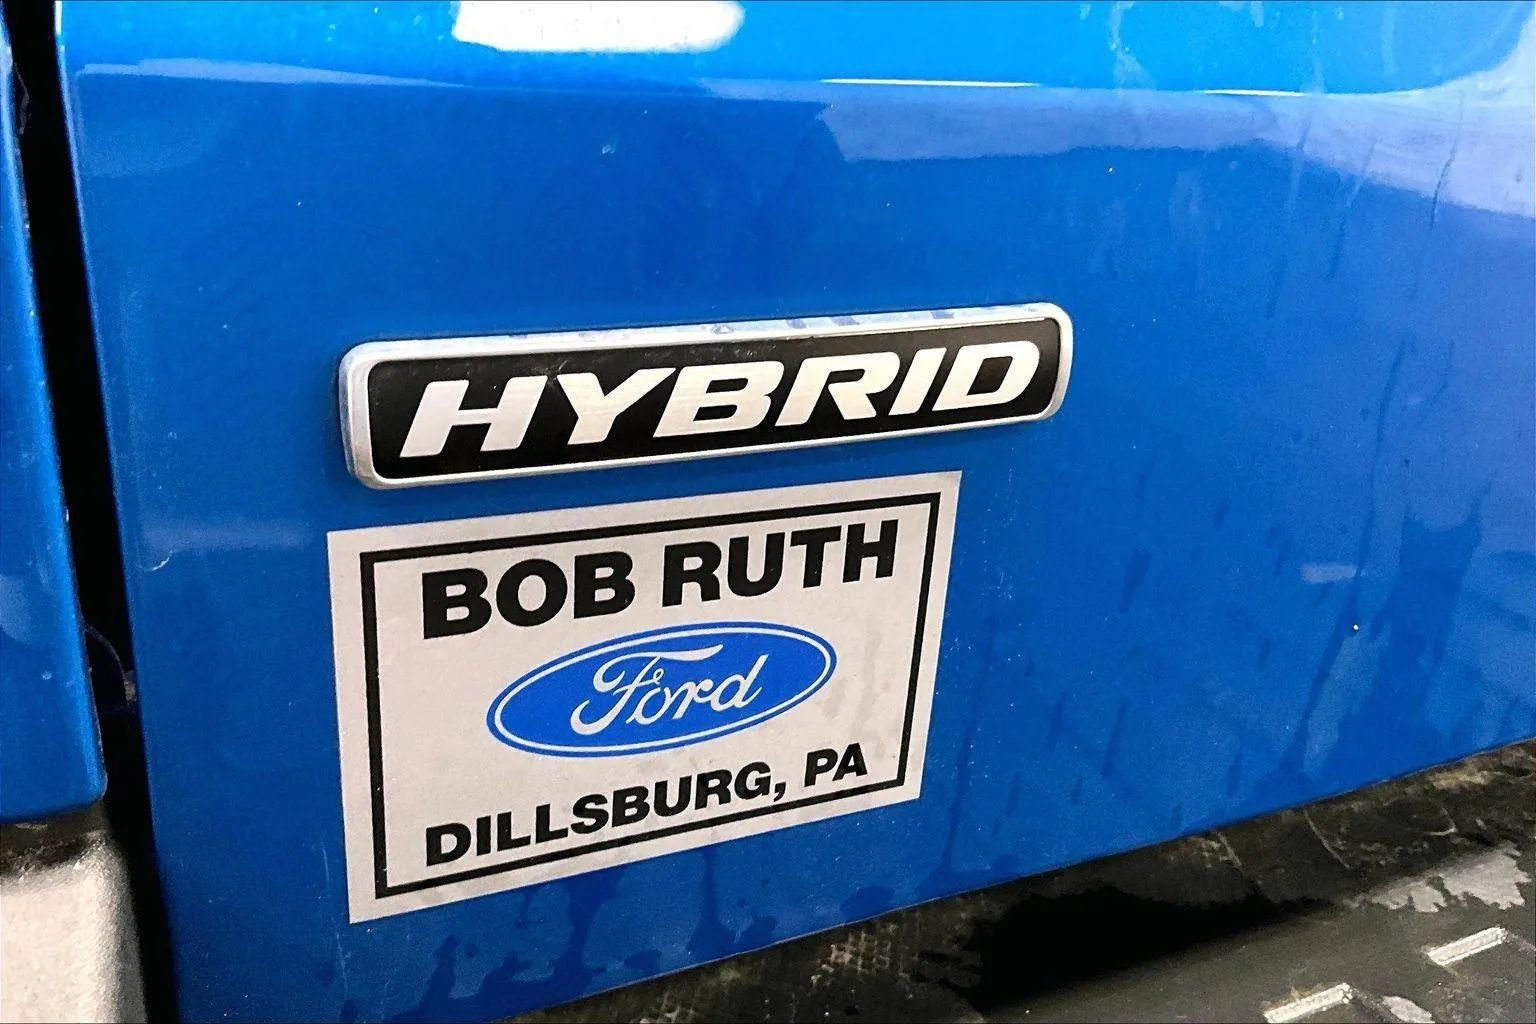 HYBRID
BOB RUTH
Ford
DILLSBURG, PA